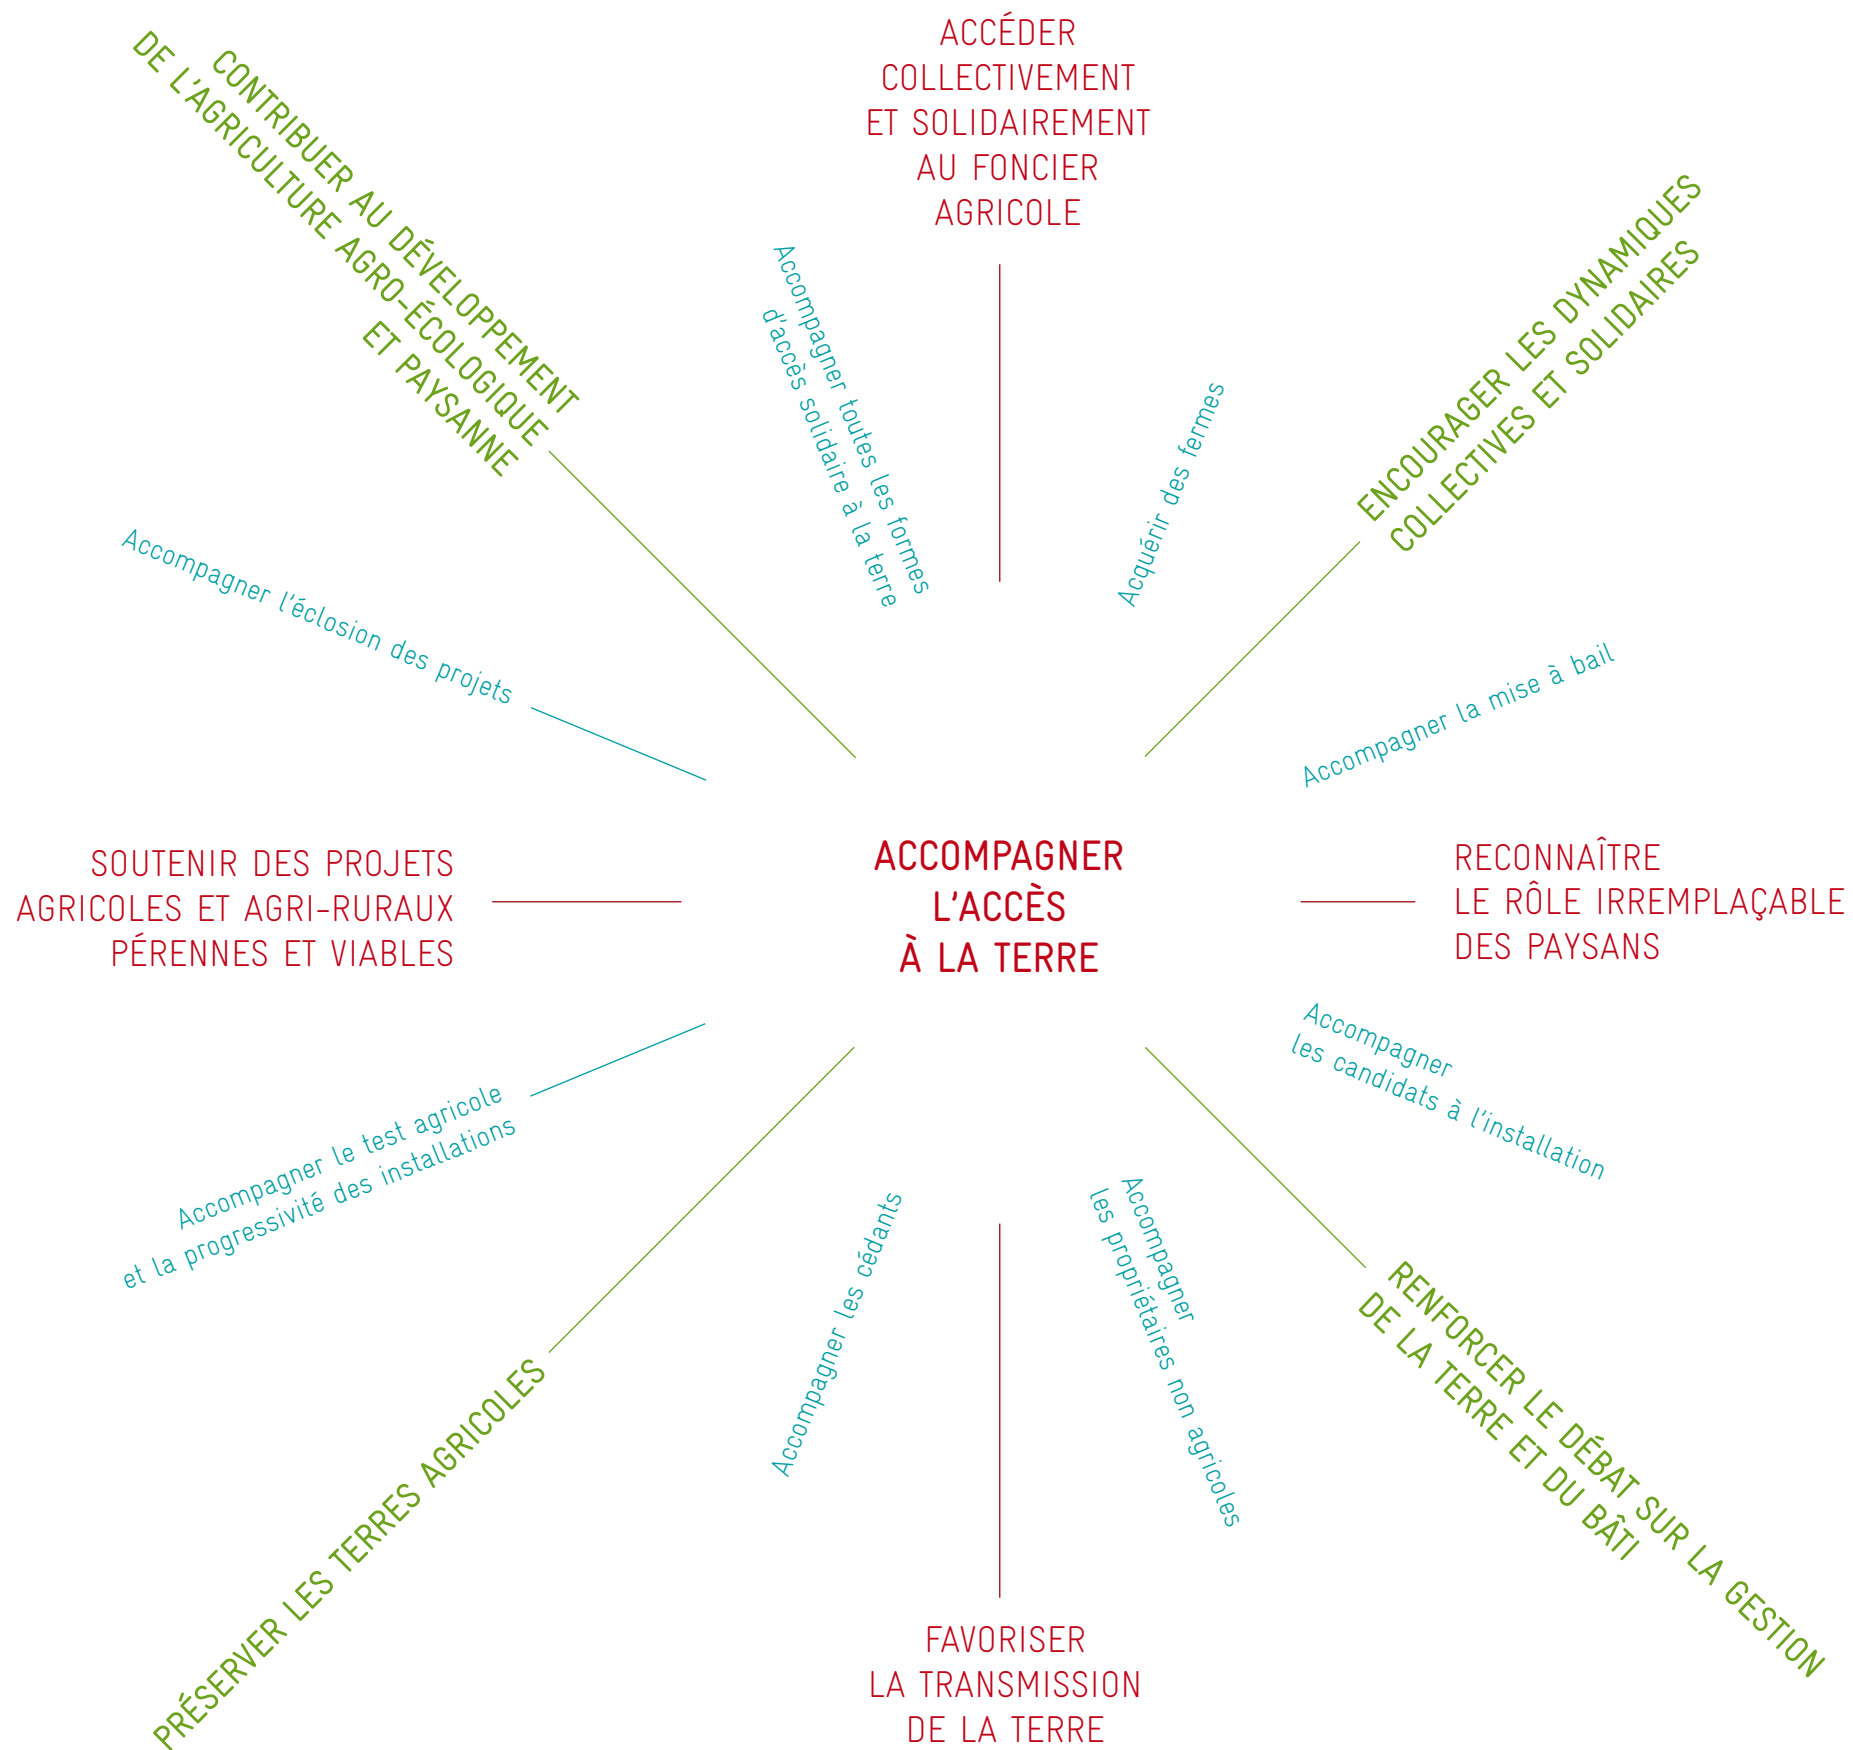 ACCÉDER
COLLECTIVEMENT
ET SOLIDAIREMENT
AU FONCIER
AGRICOLE
CONTRIBUER AU DÉVELOPPEMENT
DE L'AGRICULTURE AGRO-ÉCOLOGIQUE
ET PAYSANNE
Accompagner toutes les formes
d'accès solidaire à la terre
Acquérir des fermes
ENCOURAGER LES DYNAMIQUES
COLLECTIVES ET SOLIDAIRES
Accompagner l'éclosion des projets
Accompagner la mise à bail
SOUTENIR DES PROJETS
AGRICOLES ET AGRI-RURAUX
PÉRENNES ET VIABLES
ACCOMPAGNER
L'ACCÈS
À LA TERRE
RECONNAÎTRE
LE RÔLE IRREMPLAÇABLE
DES PAYSANS
Accompagner le test agricole
et la progressivité des installations
Accompagner
les candidats à l'installation
Accompagner les cédants
Accompagner
les propriétaires non agricoles
PRÉSERVER LES TERRES AGRICOLES
RENFORCER LE DÉBAT SUR LA GESTION
DE LA TERRE ET DU BÂTI
FAVORISER
LA TRANSMISSION
DE LA TERRE